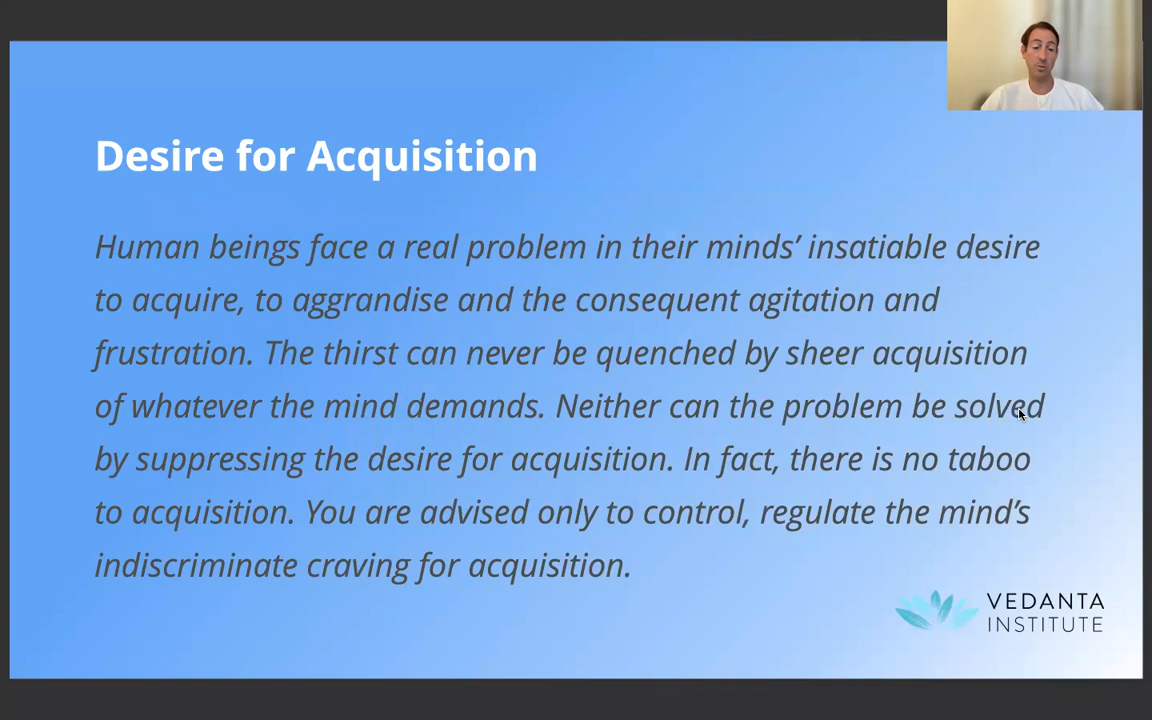 Desire for Acquisition
Human beings face a real problem in their minds’ insatiable desire
to acquire, to aggrandise and the consequent agitation and
frustration. The thirst can never be quenched by sheer acquisition
of whatever the mind demands. Neither can the problem be solved
by suppressing the desire for acquisition. In fact, there is no taboo
to acquisition. You are advised only to control, regulate the mind’s
indiscriminate craving for acquisition.
VEDANTA
INSTITUTE